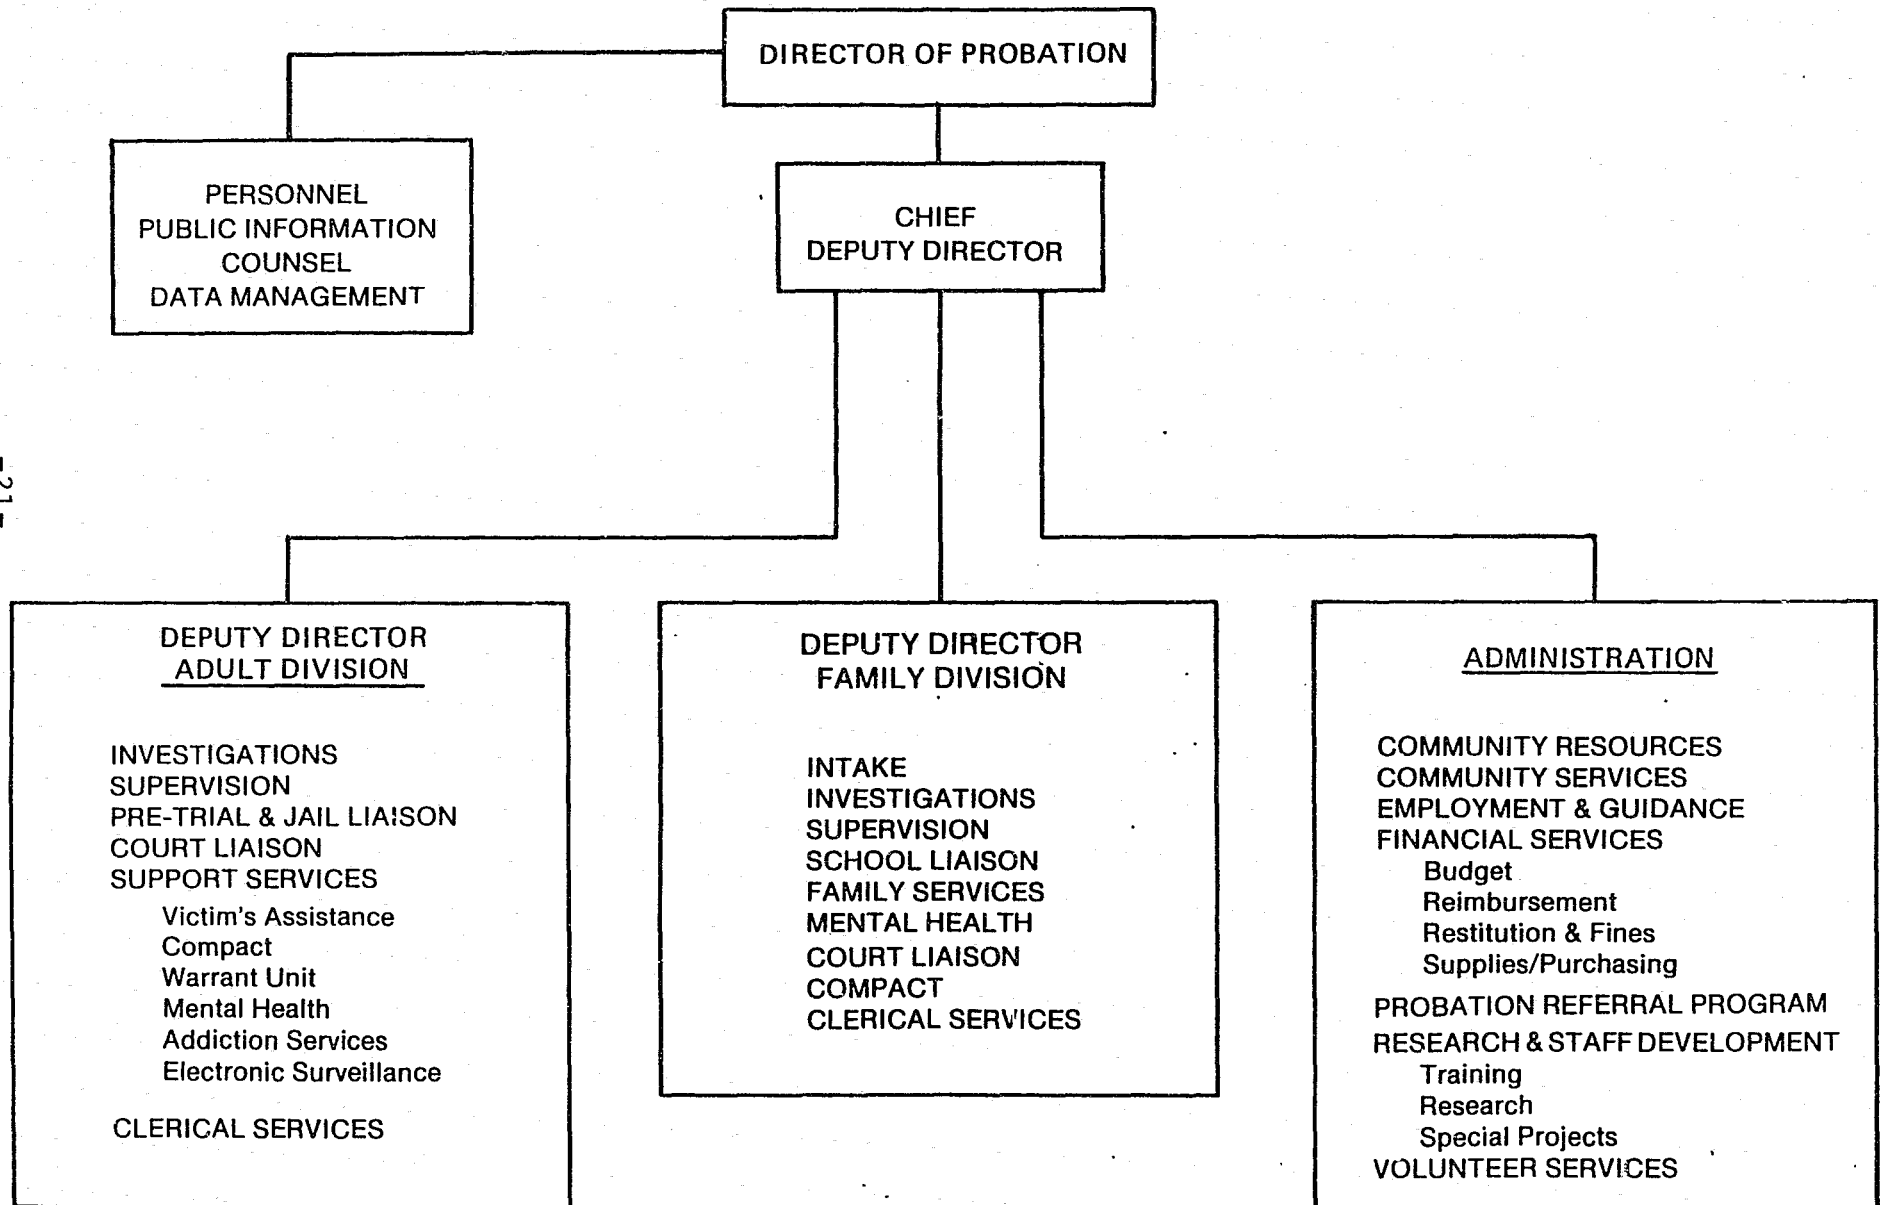 DIRECTOR OF PROBATION
PERSONNEL
PUBLIC INFORMATION
COUNSEL
DATA MANAGEMENT
CHIEF
DEPUTY DIRECTOR
-21-
DEPUTY DIRECTOR
ADULT DIVISION
INVESTIGATIONS
SUPERVISION
PRE-TRIAL & JAIL LIAISON
COURT LIAISON
SUPPORT SERVICES
Victim's Assistance
Compact
Warrant Unit
Mental Health
Addiction Services
Electronic Surveillance
CLERICAL SERVICES
DEPUTY DIRECTOR
FAMILY DIVISION
INTAKE
INVESTIGATIONS
SUPERVISION
SCHOOL LIAISON
FAMILY SERVICES
MENTAL HEALTH
COURT LIAISON
COMPACT
CLERICAL SERVICES
ADMINISTRATION
COMMUNITY RESOURCES
COMMUNITY SERVICES
EMPLOYMENT & GUIDANCE
FINANCIAL SERVICES
Budget
Reimbursement
Restitution & Fines
Supplies/Purchasing
PROBATION REFERRAL PROGRAM
RESEARCH & STAFF DEVELOPMENT
Training
Research
Special Projects
VOLUNTEER SERVICES